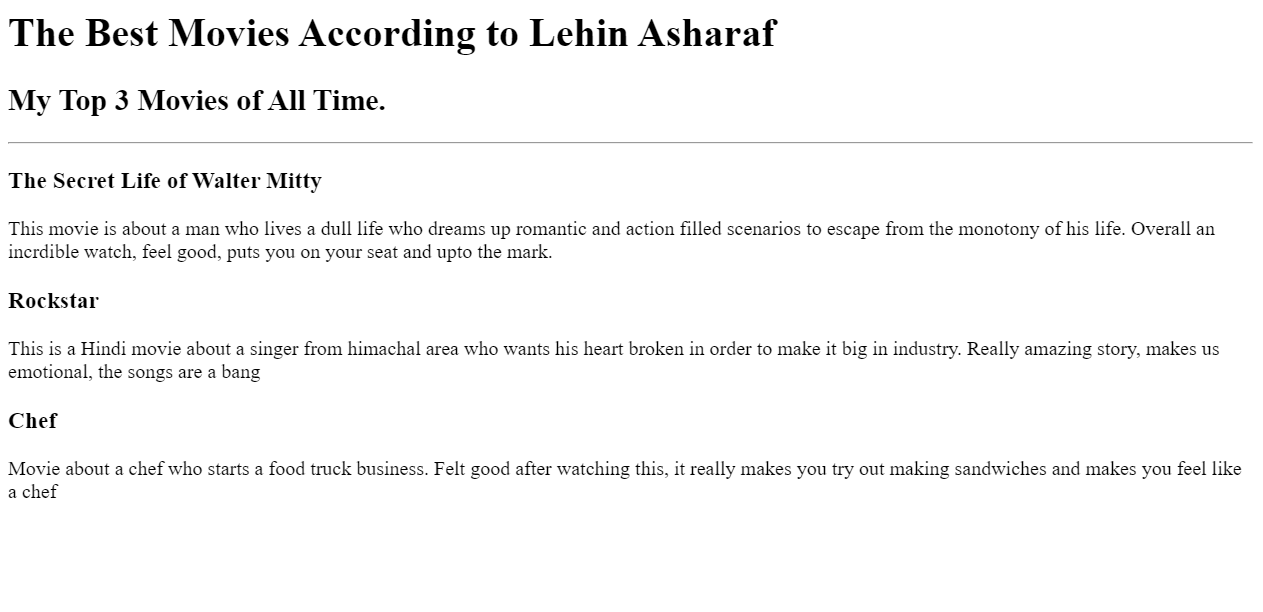 The Best Movies According to Lehin Asharaf
My Top 3 Movies of All Time.
The Secret Life of Walter Mitty
This movie is about a man who lives a dull life who dreams up romantic and action filled scenarios to escape from the monotony of his life. Overall an
incrdible watch, feel good, puts you on your seat and upto the mark.
Rockstar
This is a Hindi movie about a singer from himachal area who wants his heart broken in order to make it big in industry. Really amazing story, makes us
emotional, the songs are a bang
Chef
Movie about a chef who starts a food truck business. Felt good after watching this, it really makes you try out making sandwiches and makes you feel like
a chef